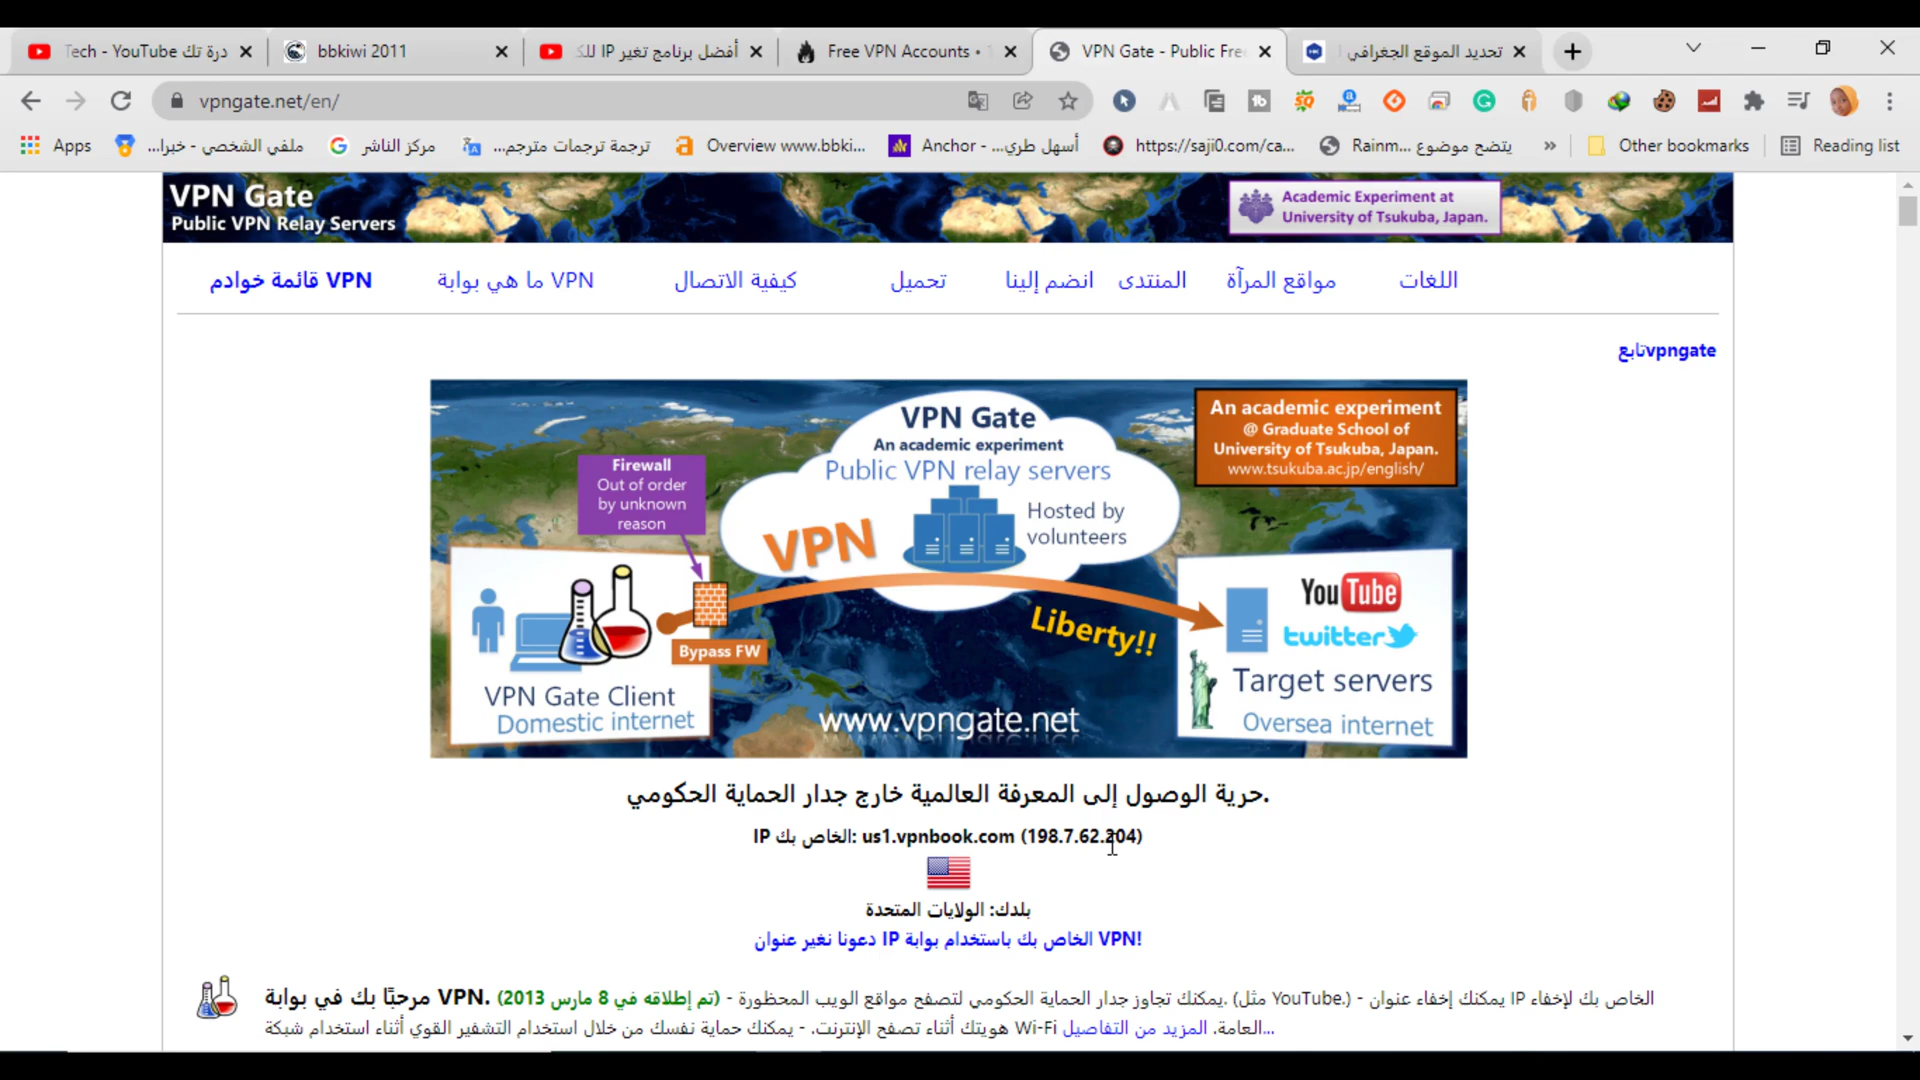 درة تك Tech - YouTube
bbkiwi 2011
أفضل برنامج تغير IP للك
Free VPN Accounts •
VPN Gate - Public Fre
تحديد الموقع الجغرافي
vpngate.net/en/
Apps
ملفي الشخصي - خبرا...
مركز الناشر
ترجمة ترجمات مترجم...
Overview www.bbki...
Anchor - أسهل طري...
https://saji0.com/ca...
يتضح موضوع Rainm...
»
Other bookmarks
Reading list
VPN Gate
Public VPN Relay Servers
Academic Experiment at
University of Tsukuba, Japan.
قائمة خوادم VPN
ما هي بوابة VPN
كيفية الاتصال
تحميل
انضم إلينا
المنتدى
مواقع المرآة
اللغات
تابعvpngate
VPN Gate
An academic experiment
Public VPN relay servers
Hosted by
volunteers
An academic experiment
@ Graduate School of
University of Tsukuba, Japan.
www.tsukuba.ac.jp/english/
Firewall
Out of order
by unknown
reason
VPN
Liberty!!
Bypass FW
VPN Gate Client
Domestic internet
www.vpngate.net
YouTube
twitter
Target servers
Oversea internet
حرية الوصول إلى المعرفة العالمية خارج جدار الحماية الحكومي.
IP الخاص بك: us1.vpnbook.com (198.7.62.204)
بلدك: الولايات المتحدة
دعونا نغير عنوان IP الخاص بك باستخدام بوابة VPN!
مرحبًا بك في بوابة VPN. (تم إطلاقه في 8 مارس 2013) - يمكنك تجاوز جدار الحماية الحكومي لتصفح مواقع الويب المحظورة. (مثل YouTube.) - يمكنك إخفاء عنوان IP الخاص بك لإخفاء
هويتك أثناء تصفح الإنترنت. - يمكنك حماية نفسك من خلال استخدام التشفير القوي أثناء استخدام شبكة Wi-Fi العامة. المزيد من التفاصيل...